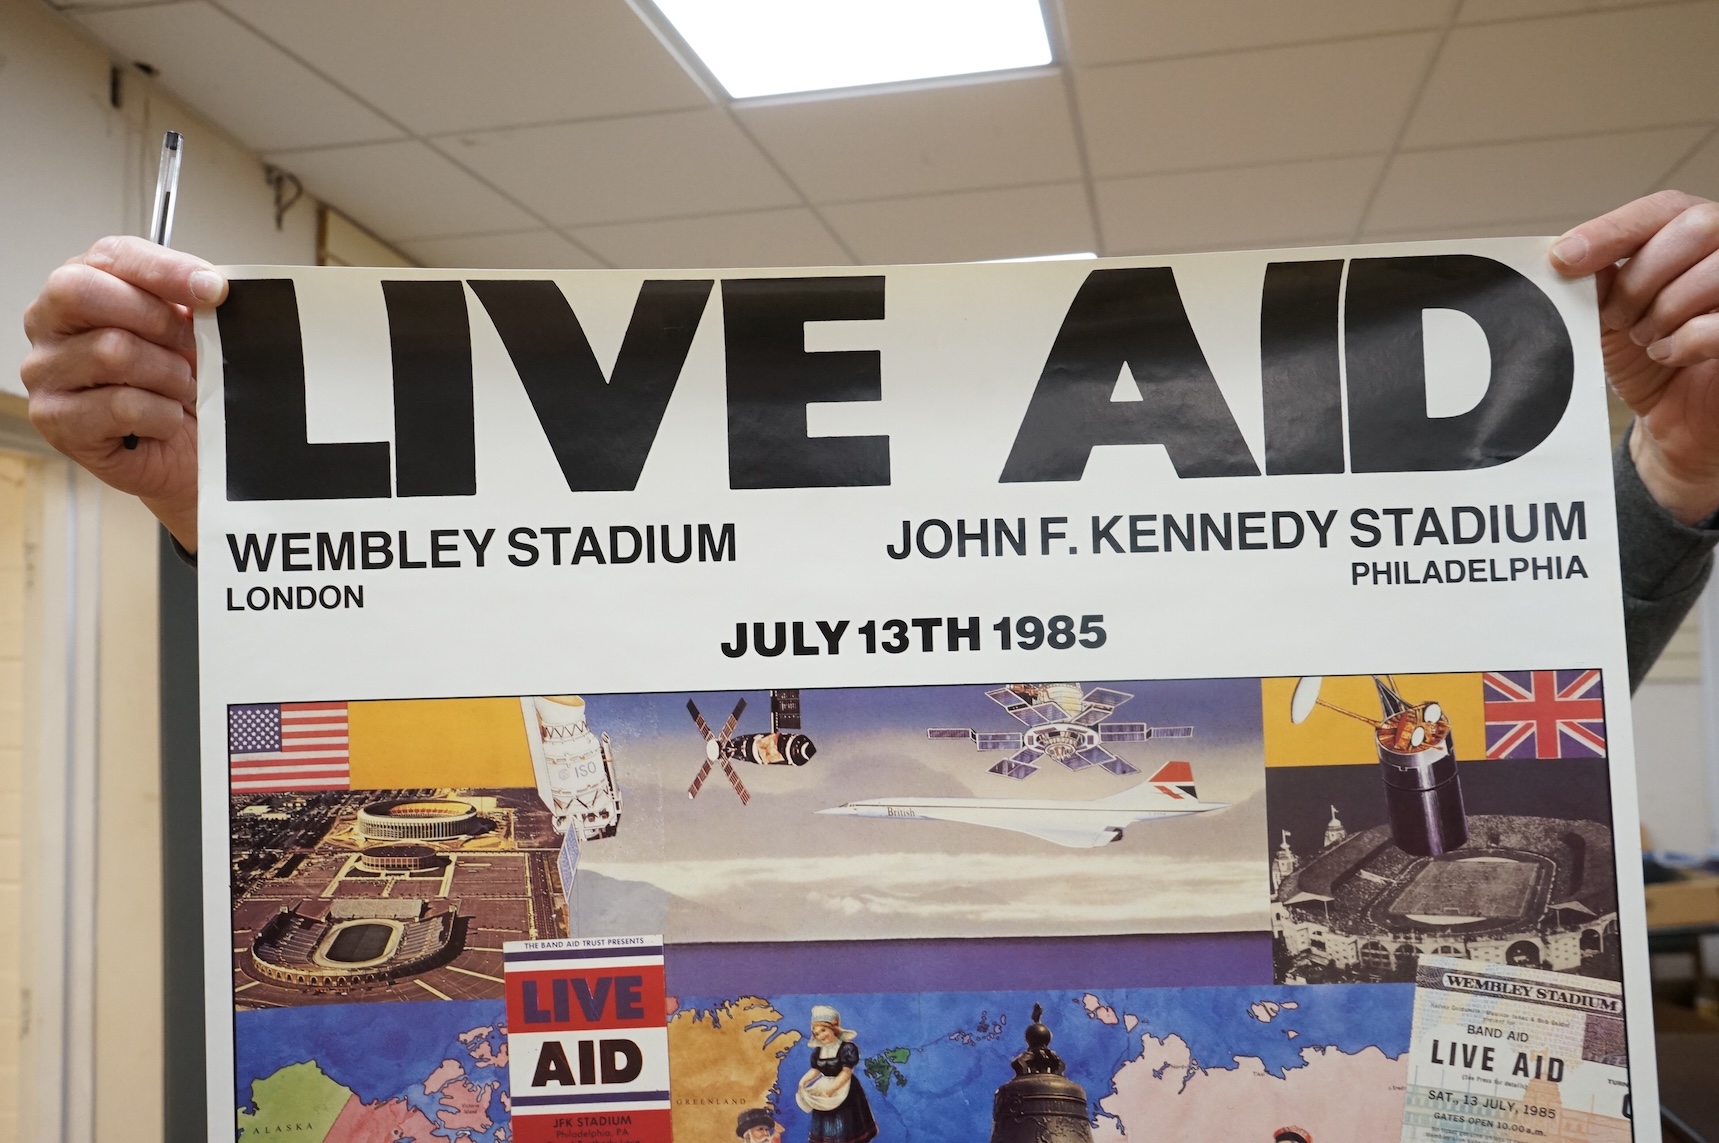 LIVE AID
WEMBLEY STADIUM
LONDON
JOHN F. KENNEDY STADIUM
PHILADELPHIA
JULY 13TH 1985
ISO
British
THE BAND AID TRUST PRESENTS
LIVE
AID
JFK STADIUM
Philadelphia, PA
ALASKA
GREENLAND
WEMBLEY STADIUM
BAND AID
LIVE AID
SAT., 13 JULY, 1985
GATES OPEN 10.00 a.m.